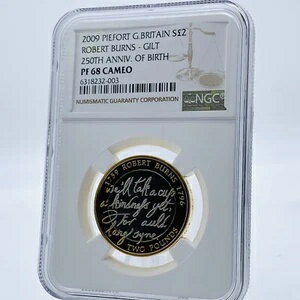 2009 PIEFORT G.BRITAIN S£2
ROBERT BURNS - GILT
250TH ANNIV. OF BIRTH
PF 68 CAMEO
6318232-003
NUMISMATIC GUARANTY CORPORATION
NGC
1759 ROBERT BURNS 1796
we'll tak a cup
o' kindness yet,
for auld
lang syne
TWO POUNDS